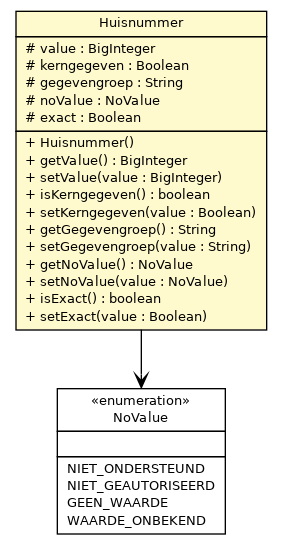 Huisnummer
# value : BigInteger
# kerngegeven : Boolean
# gegevengroep : String
# noValue : NoValue
# exact : Boolean
+ Huisnummer()
+ getValue() : BigInteger
+ setValue(value : BigInteger)
+ isKerngegeven() : boolean
+ setKerngegeven(value : Boolean)
+ getGegevengroep() : String
+ setGegevengroep(value : String)
+ getNoValue() : NoValue
+ setNoValue(value : NoValue)
+ isExact() : boolean
+ setExact(value : Boolean)
«enumeration»
NoValue
NIET_ONDERSTEUND
NIET_GEAUTORISEERD
GEEN_WAARDE
WAARDE_ONBEKEND